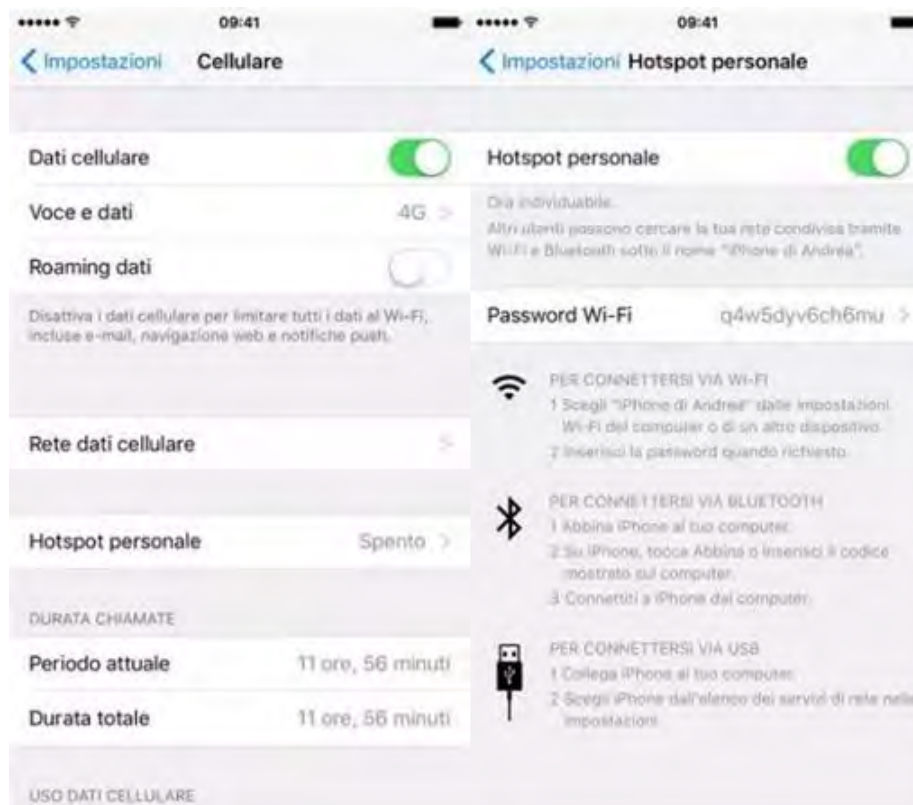 09:41
Impostazioni Cellulare
Dati cellulare
Voce e dati 4G
Roaming dati
Disattiva i dati cellulare per limitare tutti i dati al Wi-Fi,
incluse e-mail, navigazione web e notifiche push.
Rete dati cellulare
Hotspot personale Spento
DURATA CHIAMATE
Periodo attuale 11 ore, 56 minuti
Durata totale 11 ore, 56 minuti
USO DATI CELLULARE
09:41
Impostazioni Hotspot personale
Hotspot personale
Ora individuabile.
Altri utenti possono cercare la tua rete condivisa tramite
Wi-Fi e Bluetooth sotto il nome "iPhone di Andrea".
Password Wi-Fi q4w5dyv6ch6mu
PER CONNETTERSI VIA WI-FI
1 Scegli "iPhone di Andrea" dalle impostazioni
Wi-Fi del computer o di un altro dispositivo.
2 Inserisci la password quando richiesto.
PER CONNETTERSI VIA BLUETOOTH
1 Abbina iPhone al tuo computer.
2 Su iPhone, tocca Abbina o inserisci il codice
mostrato sul computer.
3 Connettiti a iPhone dal computer.
PER CONNETTERSI VIA USB
1 Collega iPhone al tuo computer.
2 Scegli iPhone dall'elenco dei servizi di rete nelle
impostazioni.